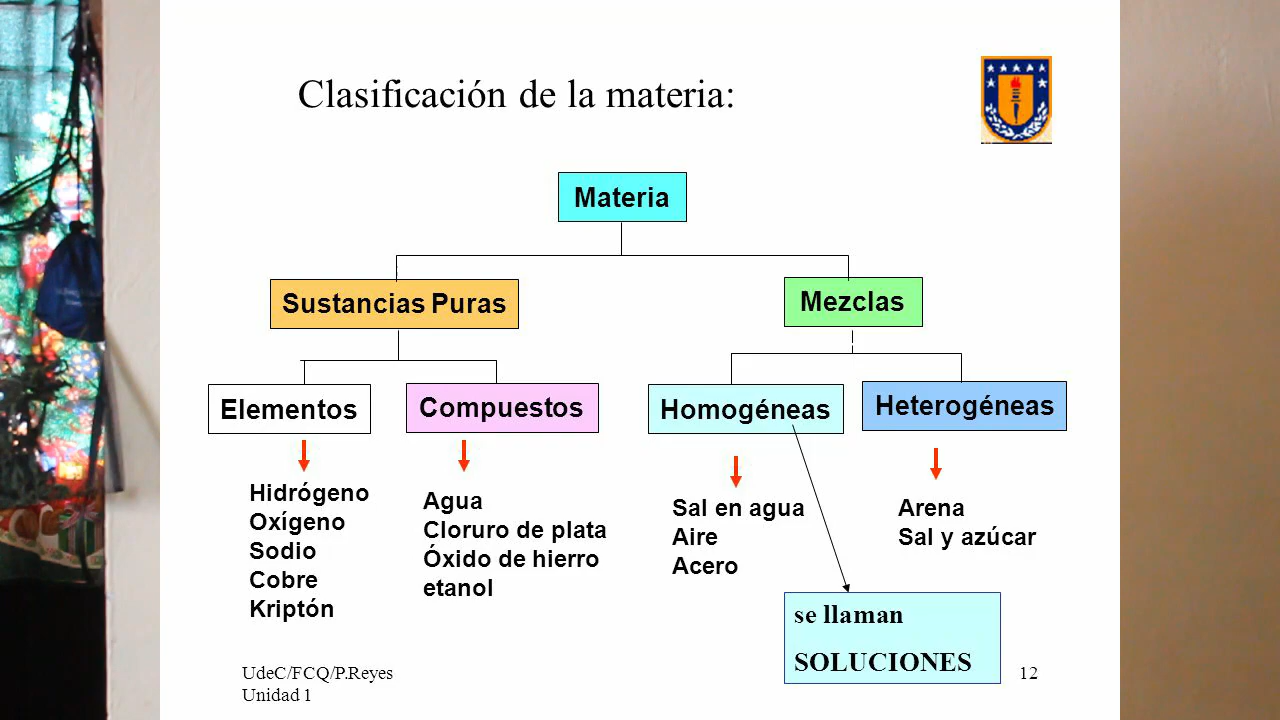 Clasificación de la materia:
Materia
Sustancias Puras
Mezclas
Elementos
Compuestos
Homogéneas
Heterogéneas
Hidrógeno
Oxígeno
Sodio
Cobre
Kriptón
Agua
Cloruro de plata
Óxido de hierro
etanol
Sal en agua
Aire
Acero
Arena
Sal y azúcar
se llaman
SOLUCIONES
UdeC/FCQ/P.Reyes
Unidad 1
12